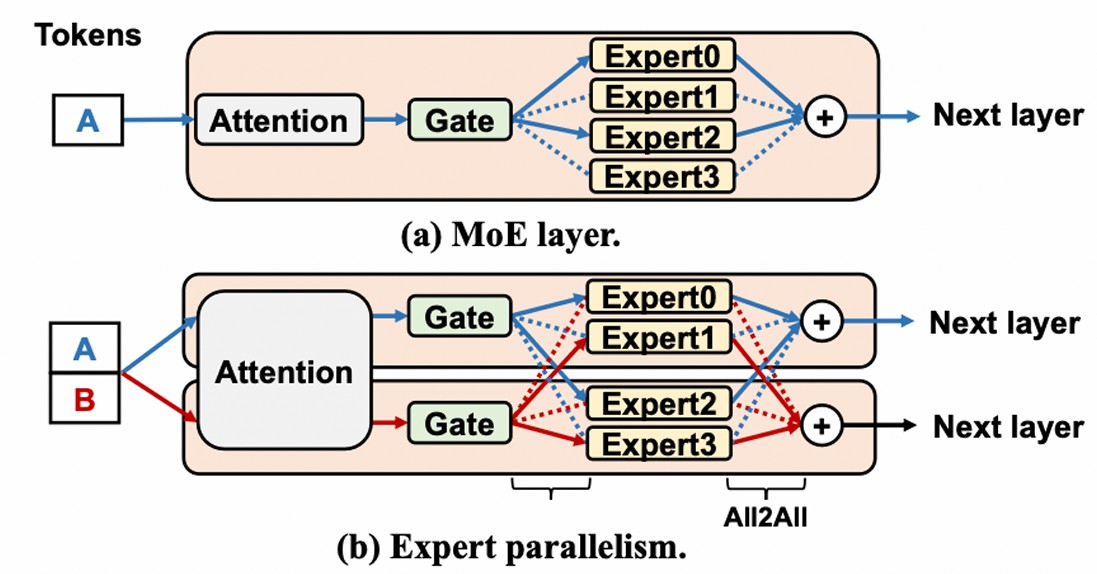 Tokens
A
Attention
Gate
Expert0
Expert1
Expert2
Expert3
+
Next layer
(a) MoE layer.
A
B
Attention
Gate
Gate
Expert0
Expert1
Expert2
Expert3
+
+
Next layer
Next layer
All2All
(b) Expert parallelism.